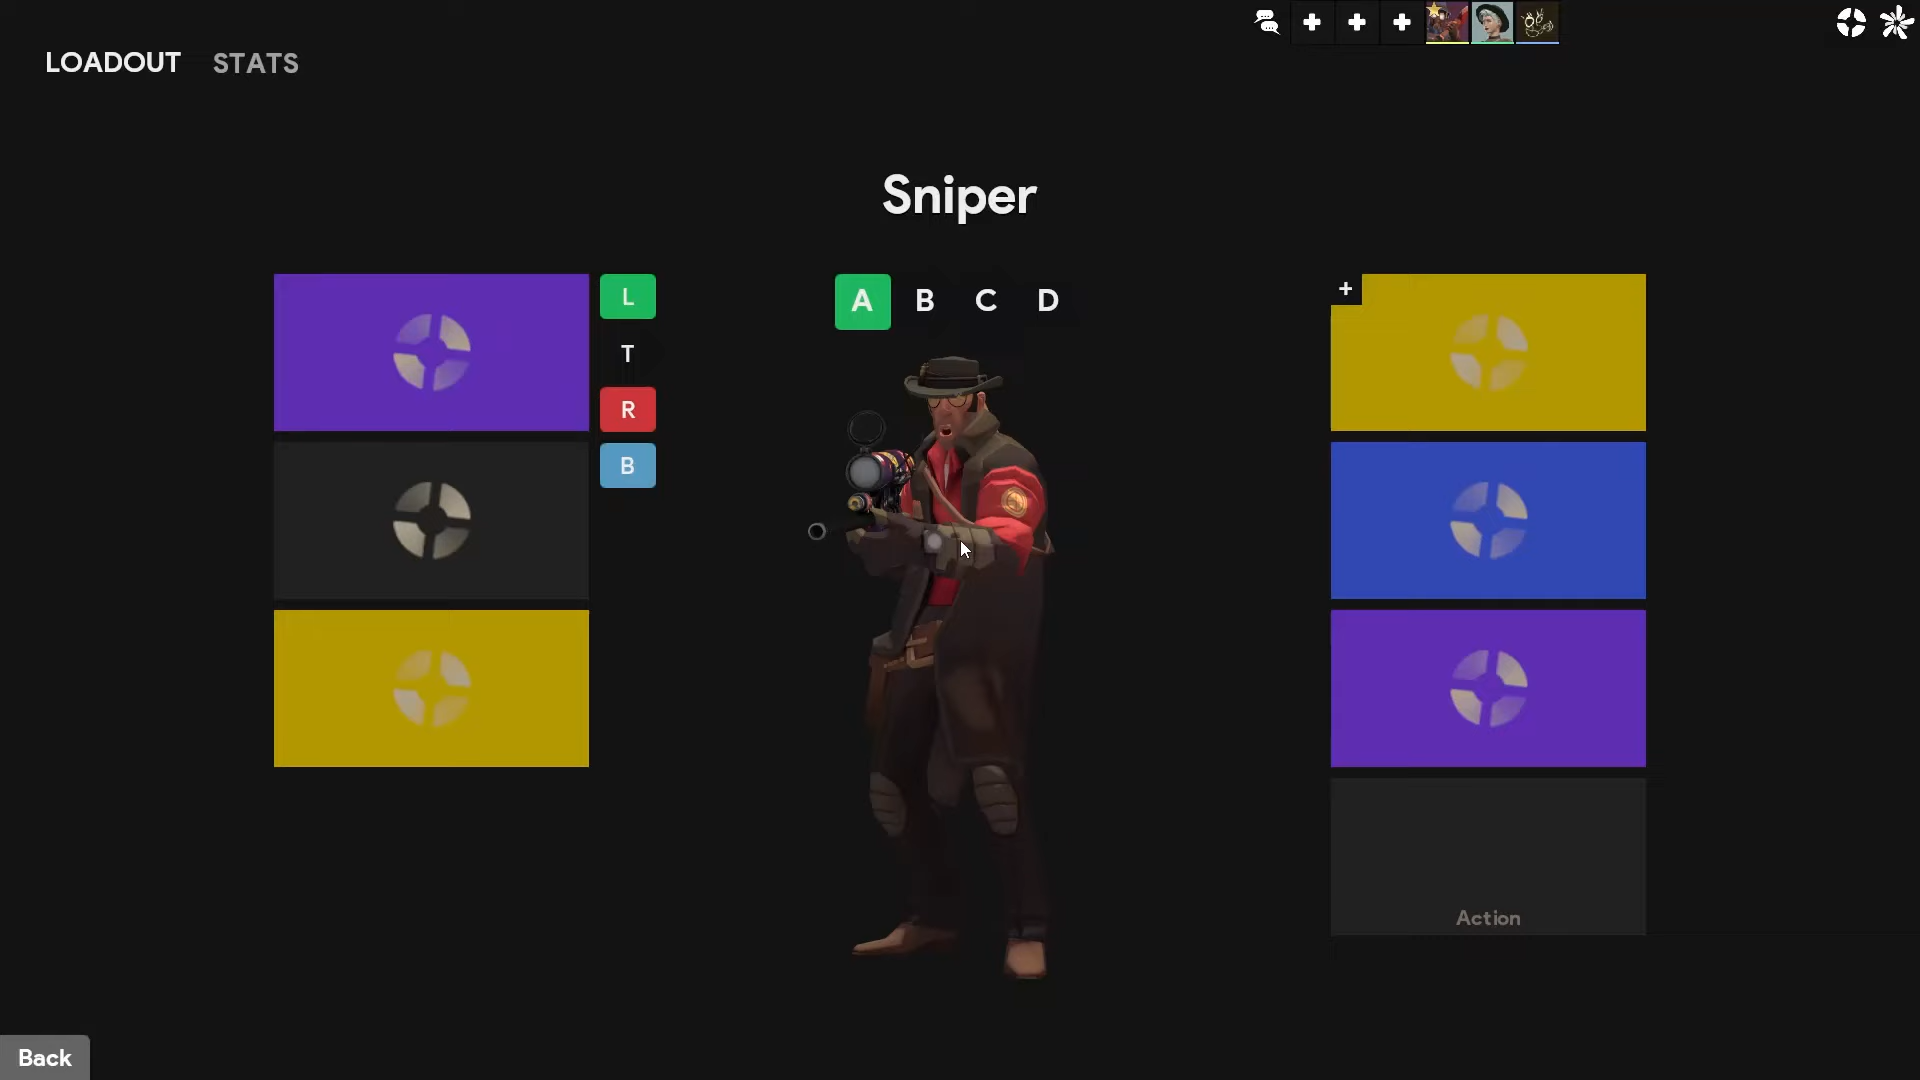 LOADOUT STATS
Sniper
L
T
R
B
A B C D
+
Action
Back